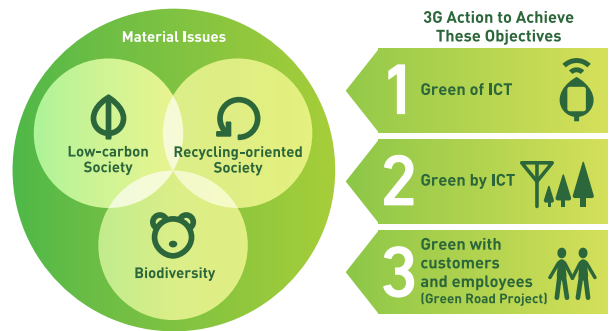 Material Issues
Low-carbon
Society
Recycling-oriented
Society
Biodiversity
3G Action to Achieve
These Objectives
1 Green of ICT
2 Green by ICT
3 Green with
customers
and employees
(Green Road Project)